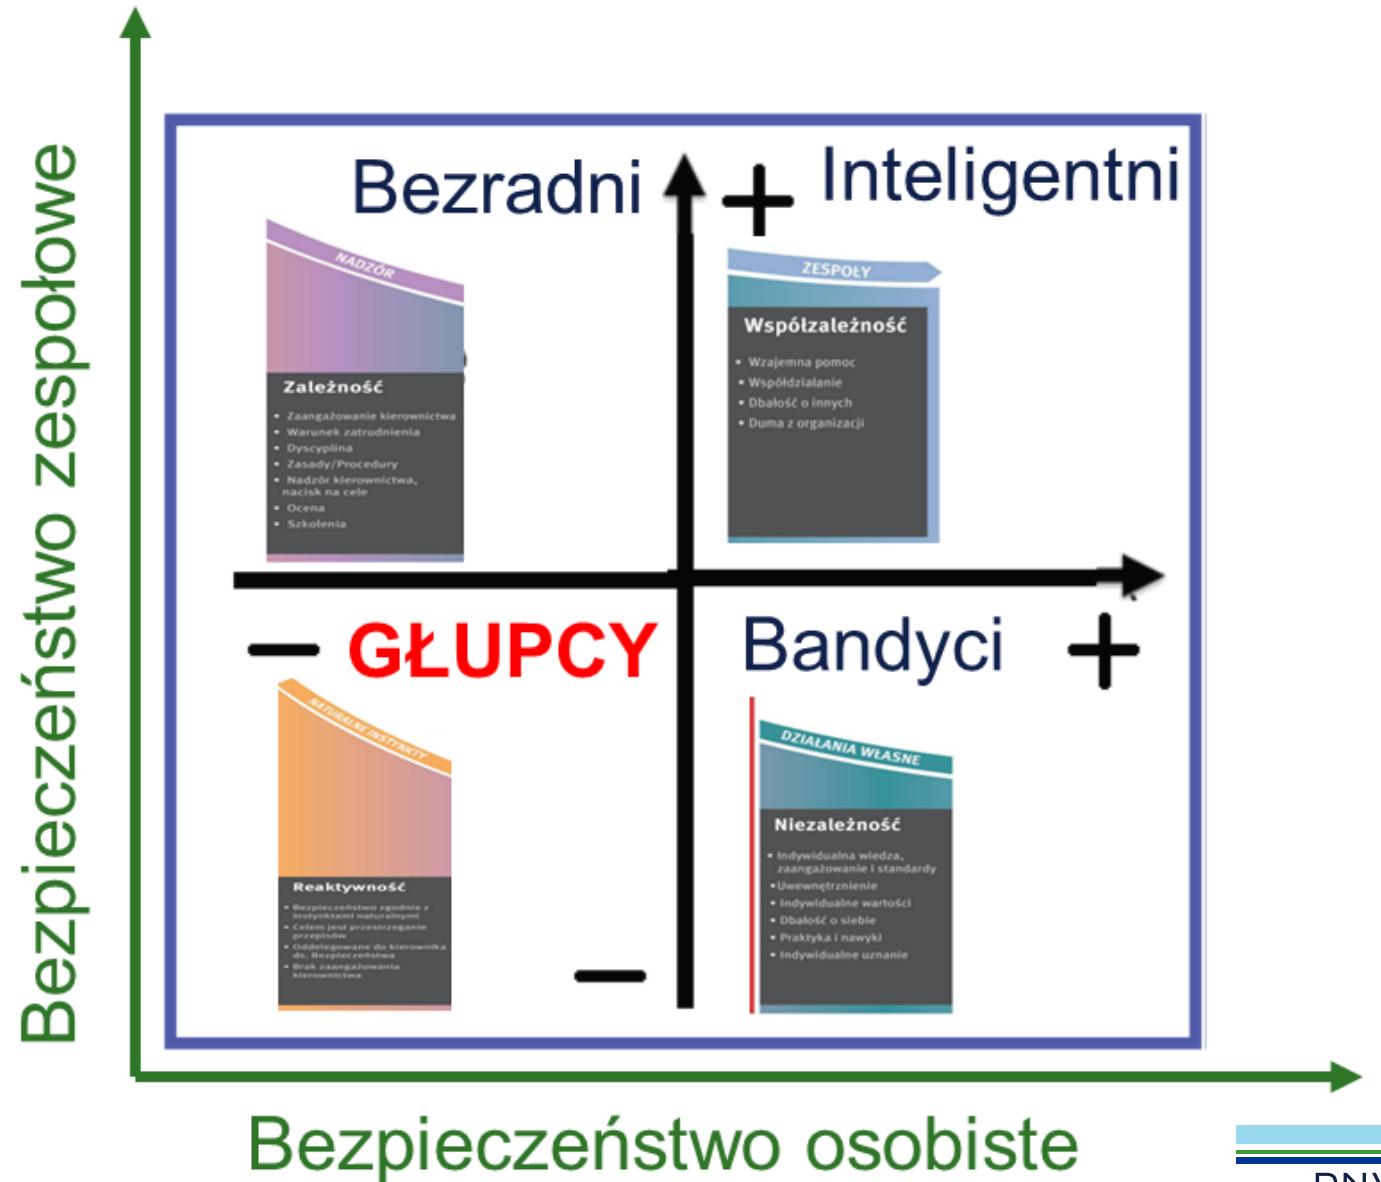 Bezpieczeństwo zespołowe
Bezradni
+
Inteligentni
NADZÓR
Zależność
• Zaangażowanie kierownictwa
• Warunek zatrudnienia
• Dyscyplina
• Zasady/Procedury
• Nadzór kierownictwa,
nacisk na cele
• Ocena
• Szkolenia
ZESPOŁY
Współzależność
• Wzajemna pomoc
• Współdziałanie
• Dbałość o innych
• Duma z organizacji
–
GŁUPCY
Bandyci
+
NATURALNE INSTYNKTY
Reaktywność
• Bezpieczeństwo zgodnie z
instynktami naturalnymi
• Celem jest przestrzeganie
przepisów
• Oddelegowane do kierownika
ds. Bezpieczeństwa
• Brak zaangażowania
kierownictwa
–
DZIAŁANIA WŁASNE
Niezależność
• Indywidualna wiedza,
zaangażowanie i standardy
• Uwewnętrznienie
• Indywidualne wartości
• Dbałość o siebie
• Praktyka i nawyki
• Indywidualne uznanie
Bezpieczeństwo osobiste